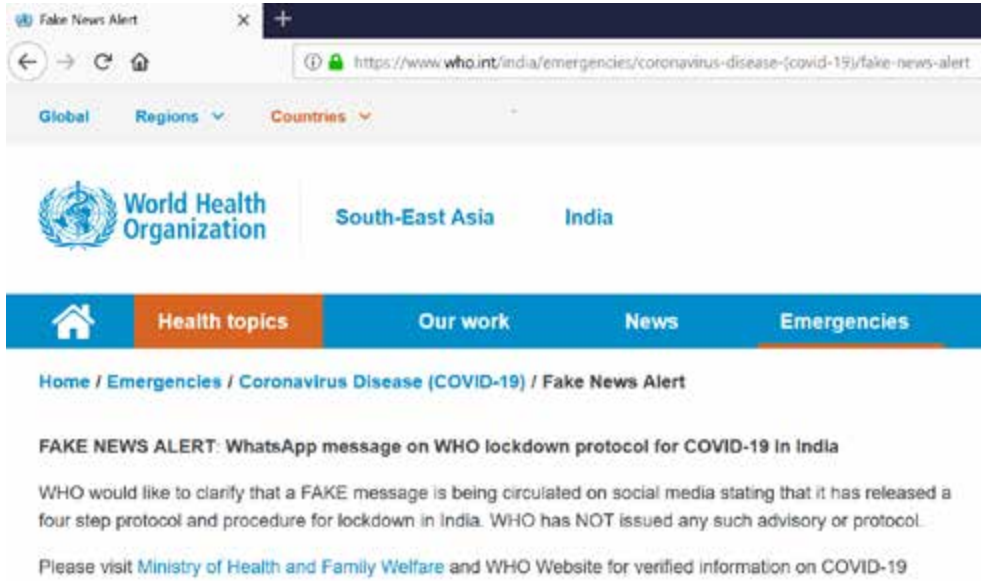 Fake News Alert
https://www.who.int/india/emergencies/coronavirus-disease-(covid-19)/fake-news-alert
Global Regions Countries
World Health
Organization
South-East Asia India
Health topics Our work News Emergencies
Home / Emergencies / Coronavirus Disease (COVID-19) / Fake News Alert
FAKE NEWS ALERT: WhatsApp message on WHO lockdown protocol for COVID-19 in India
WHO would like to clarify that a FAKE message is being circulated on social media stating that it has released a
four step protocol and procedure for lockdown in India. WHO has NOT issued any such advisory or protocol.
Please visit Ministry of Health and Family Welfare and WHO Website for verified information on COVID-19